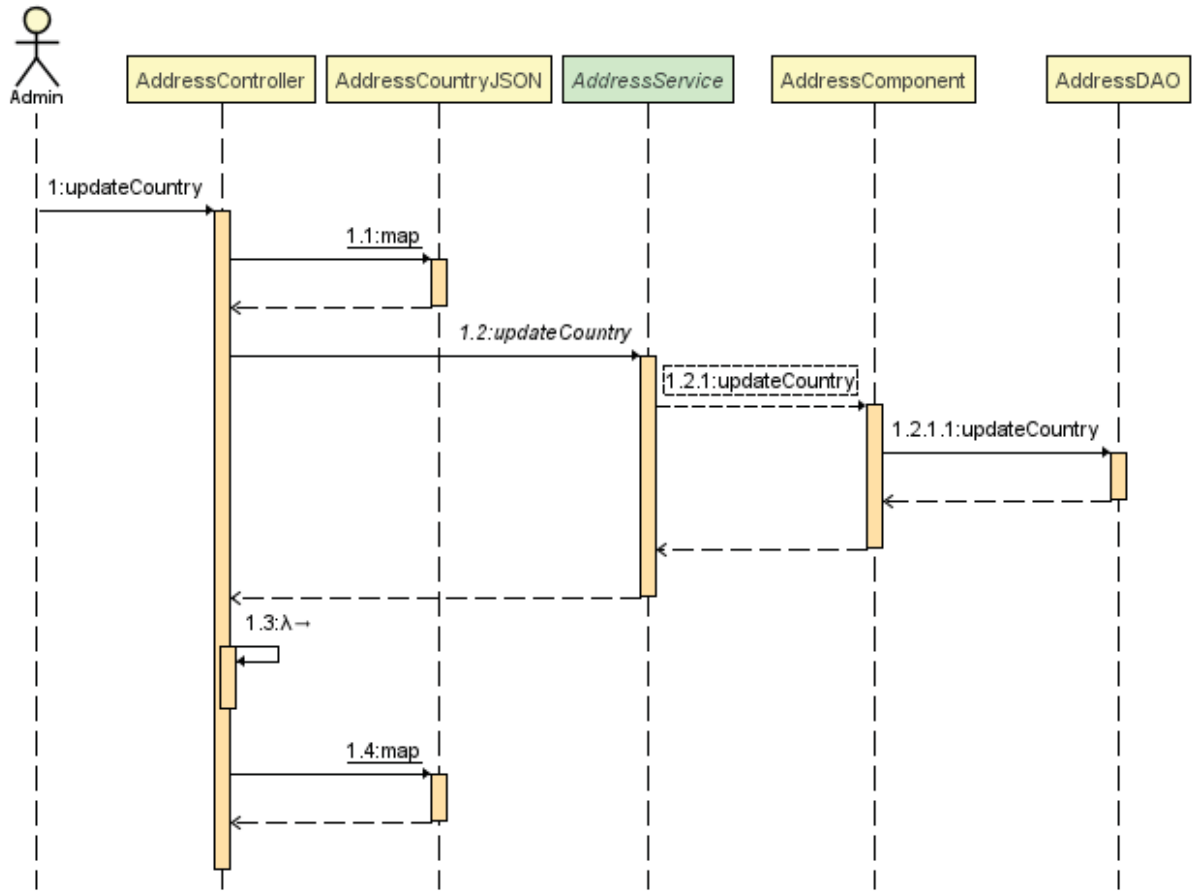 Admin
AddressController
AddressCountryJSON
AddressService
AddressComponent
AddressDAO
1:updateCountry
1.1:map
1.2:updateCountry
1.2.1:updateCountry
1.2.1.1:updateCountry
1.3:λ→
1.4:map